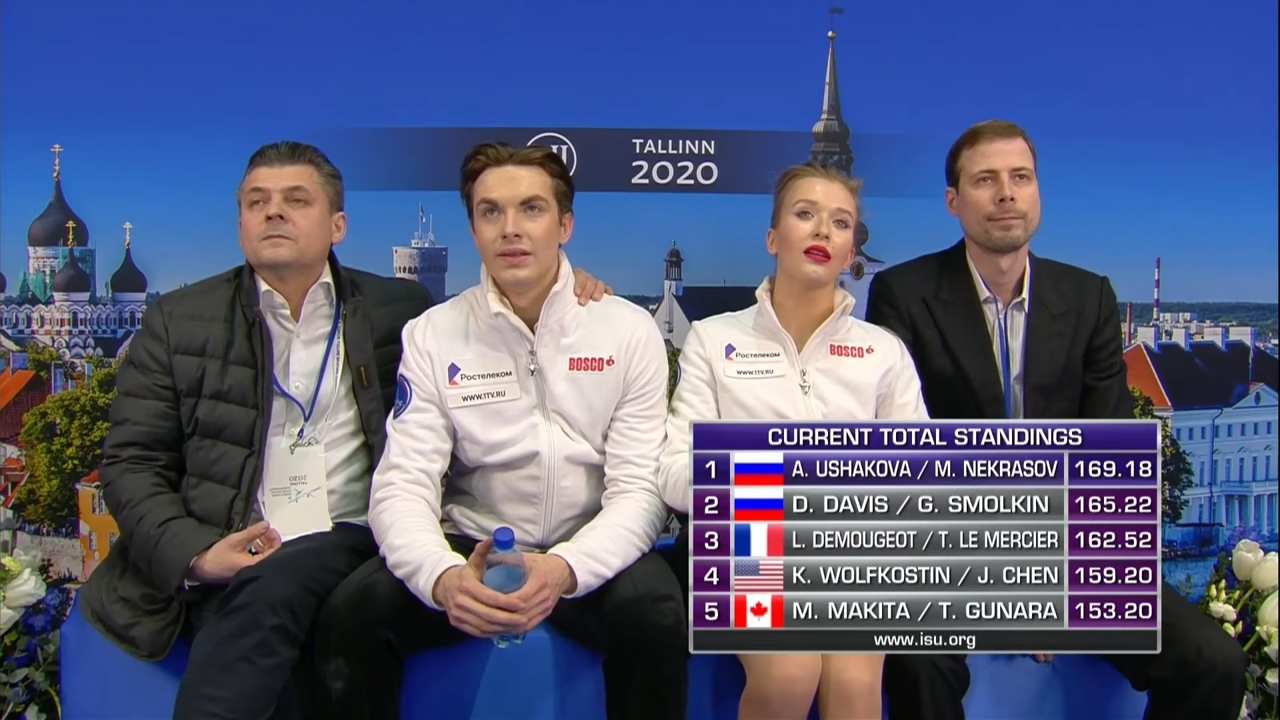 TALLINN
2020
Ростелеком
WWW.1TV.RU
BOSCO
Ростелеком
WWW.1TV.RU
BOSCO
2020
CURRENT TOTAL STANDINGS
1 A. USHAKOVA / M. NEKRASOV 169.18
2 D. DAVIS / G. SMOLKIN 165.22
3 L. DEMOUGEOT / T. LE MERCIER 162.52
4 K. WOLFKOSTIN / J. CHEN 159.20
5 M. MAKITA / T. GUNARA 153.20
www.isu.org